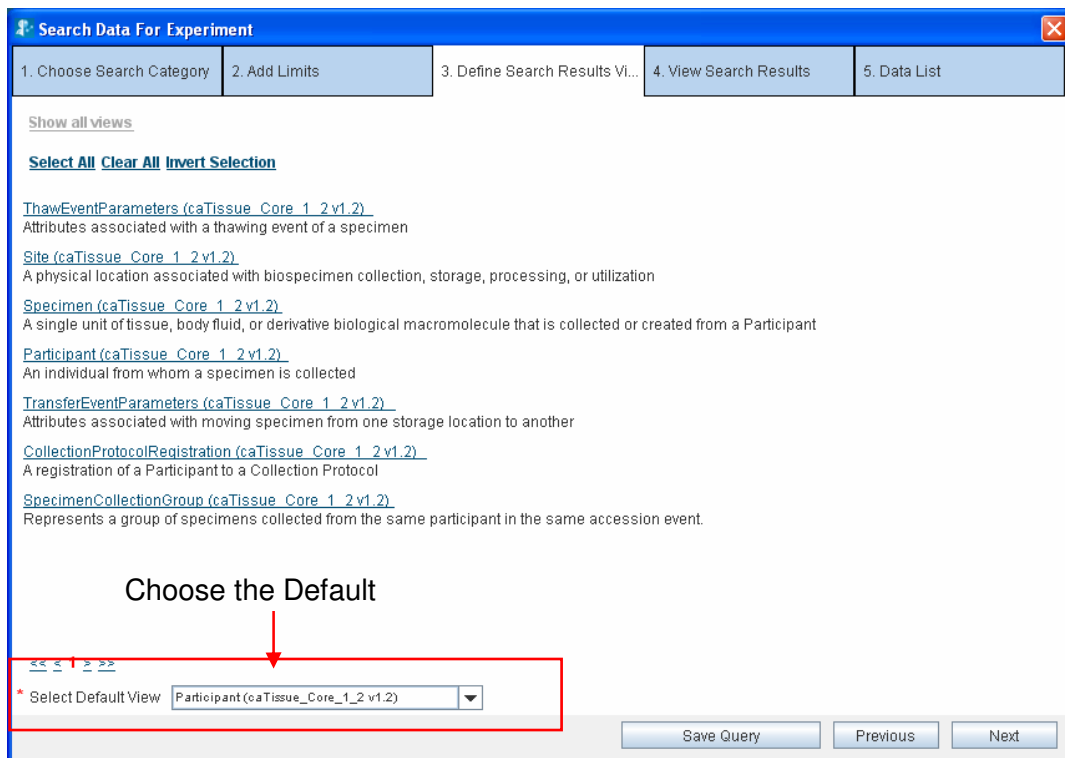 Search Data For Experiment
1. Choose Search Category 2. Add Limits 3. Define Search Results Vi... 4. View Search Results 5. Data List
Show all views
Select All Clear All Invert Selection
ThawEventParameters (caTissue_Core_1_2 v1.2)
Attributes associated with a thawing event of a specimen
Site (caTissue_Core_1_2 v1.2)
A physical location associated with biospecimen collection, storage, processing, or utilization
Specimen (caTissue_Core_1_2 v1.2)
A single unit of tissue, body fluid, or derivative biological macromolecule that is collected or created from a Participant
Participant (caTissue_Core_1_2 v1.2)
An individual from whom a specimen is collected
TransferEventParameters (caTissue_Core_1_2 v1.2)
Attributes associated with moving specimen from one storage location to another
CollectionProtocolRegistration (caTissue_Core_1_2 v1.2)
A registration of a Participant to a Collection Protocol
SpecimenCollectionGroup (caTissue_Core_1_2 v1.2)
Represents a group of specimens collected from the same participant in the same accession event.
Choose the Default
<< < 1 > >>
* Select Default View Participant (caTissue_Core_1_2 v1.2)
Save Query Previous Next